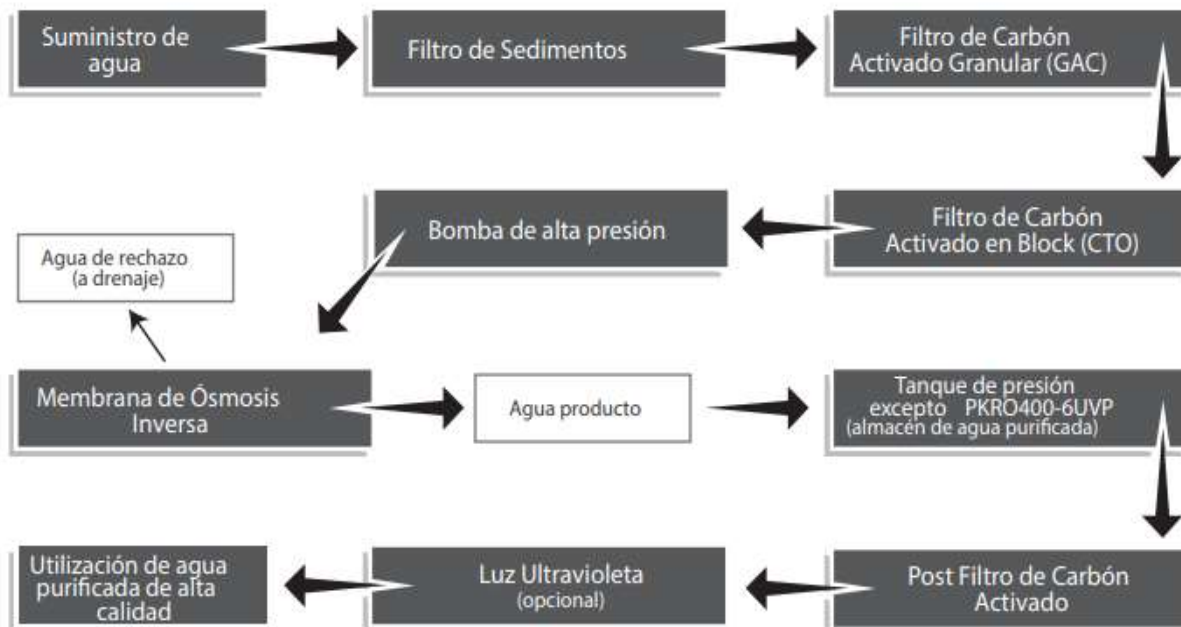 Suministro de
agua
Filtro de Sedimentos
Filtro de Carbón
Activado Granular (GAC)
Filtro de Carbón
Activado en Block (CTO)
Bomba de alta presión
Agua de rechazo
(a drenaje)
Membrana de Ósmosis
Inversa
Agua producto
Tanque de presión
excepto PKRO400-6UVP
(almacén de agua purificada)
Post Filtro de Carbón
Activado
Luz Ultravioleta
(opcional)
Utilización de agua
purificada de alta
calidad